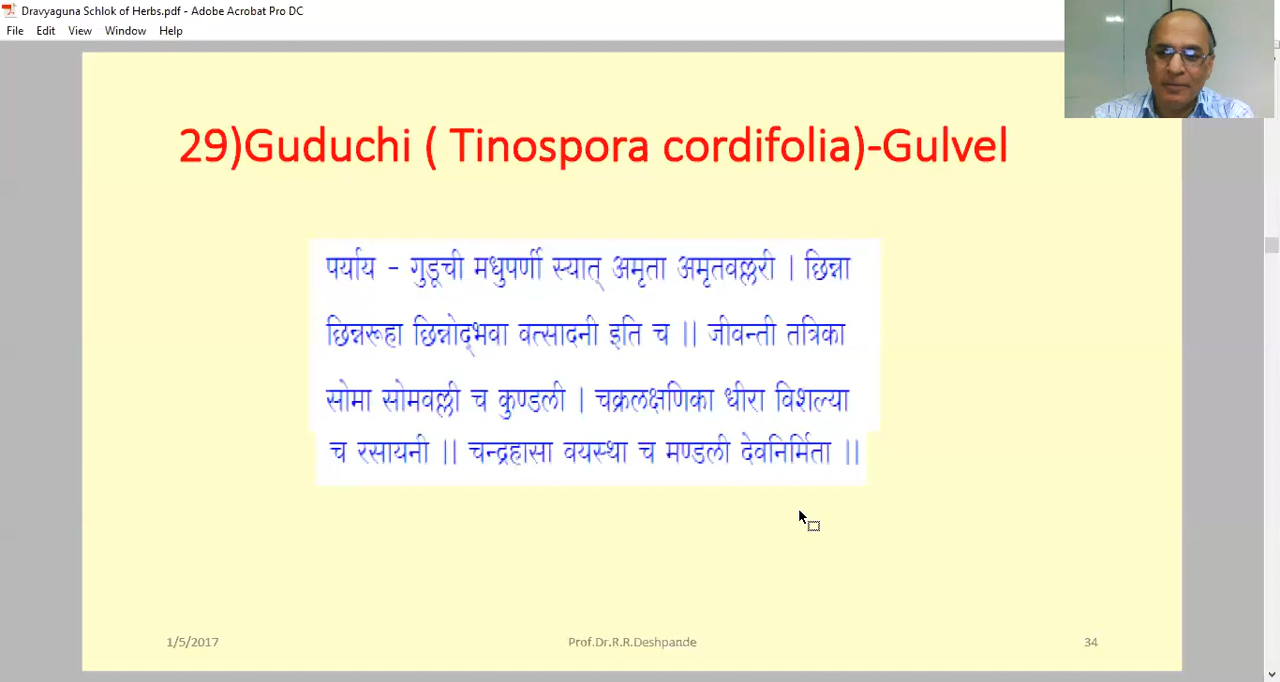 Dravyaguna Schlok of Herbs.pdf - Adobe Acrobat Pro DC
File Edit View Window Help
29)Guduchi ( Tinospora cordifolia)-Gulvel
पर्याय - गुडूची मधुपर्णी स्यात् अमृता अमृतवल्लरी | छिन्ना
छिन्नरूहा छिन्नोद्भवा वत्सादनी इति च || जीवन्ती तत्रिका
सोमा सोमवल्ली च कुण्डली | चक्रलक्षणिका धीरा विशल्या
च रसायनी || चन्द्रहासा वयस्था च मण्डली देवनिर्मिता ||
1/5/2017 Prof.Dr.R.R.Deshpande 34